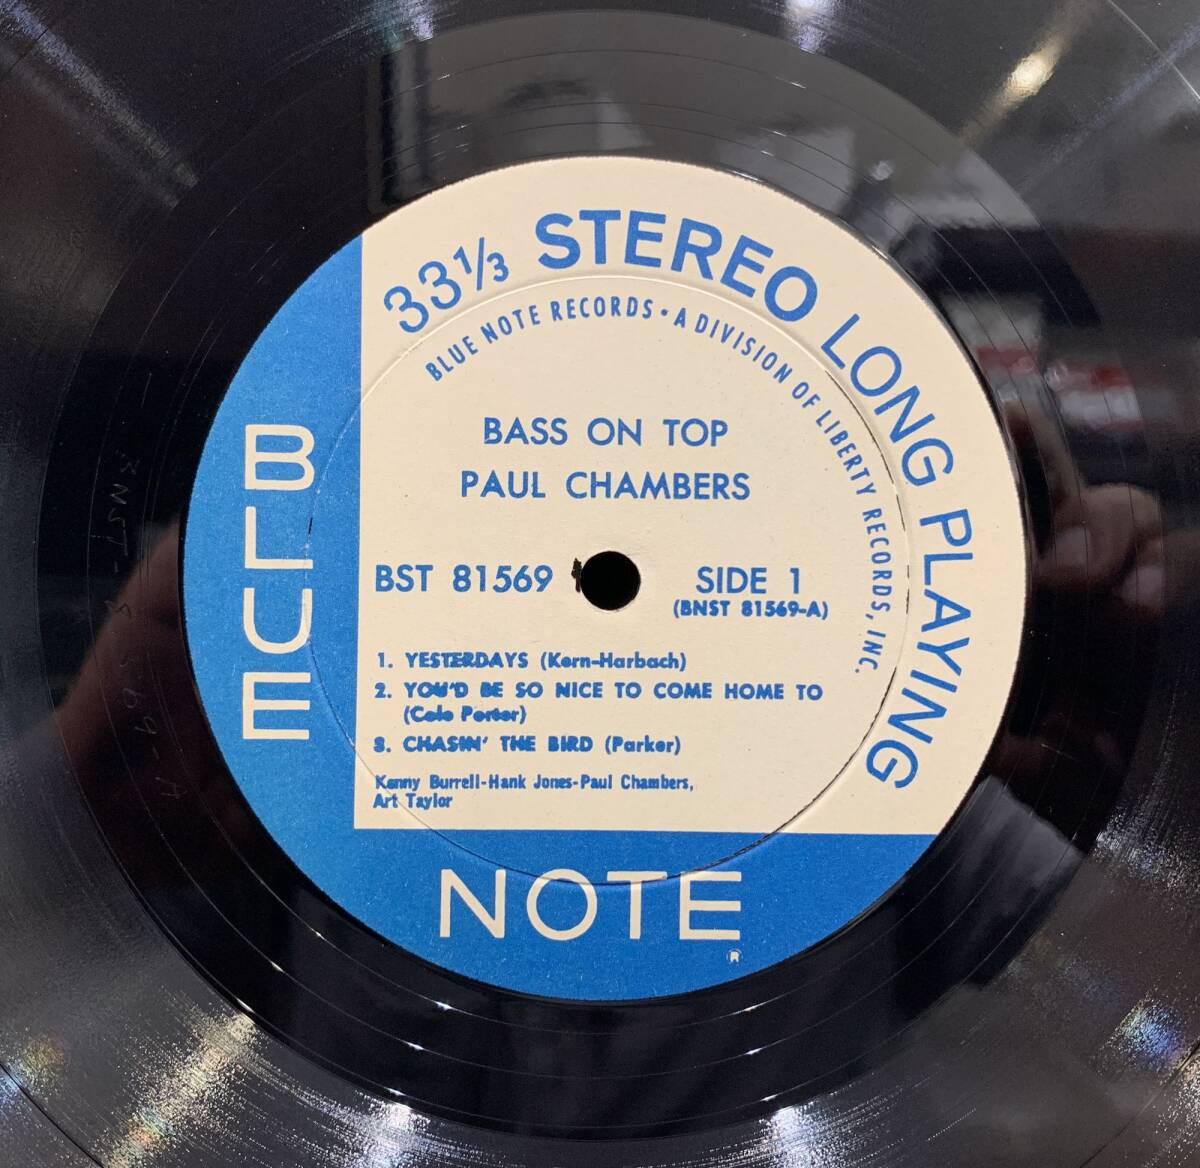 33⅓ STEREO LONG PLAYING
BLUE NOTE RECORDS • A DIVISION OF LIBERTY RECORDS, INC.
BASS ON TOP
PAUL CHAMBERS
BST 81569
SIDE 1
(BNST 81569-A)
1. YESTERDAYS (Kern-Harbach)
2. YOU'D BE SO NICE TO COME HOME TO
(Cole Porter)
3. CHASIN' THE BIRD (Parker)
Kenny Burrell-Hank Jones-Paul Chambers,
Art Taylor
BLUE
NOTE
®